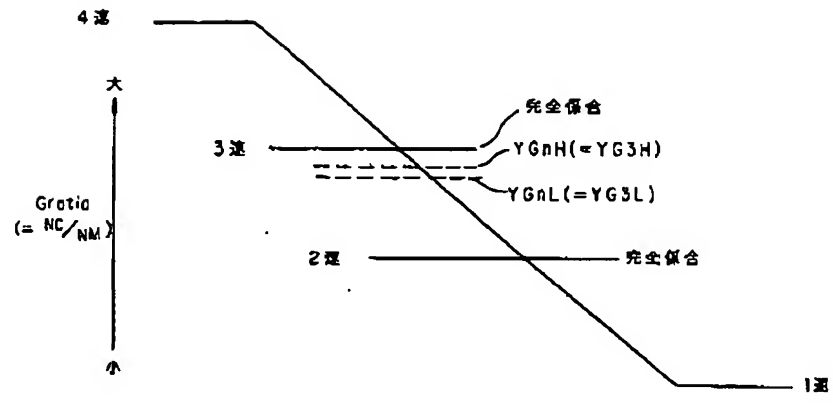 4速
大
完全係合
3速
YGnH(=YG3H)
YGnL(=YG3L)
Gratio
(= NC/NM)
2速
完全係合
小
1速